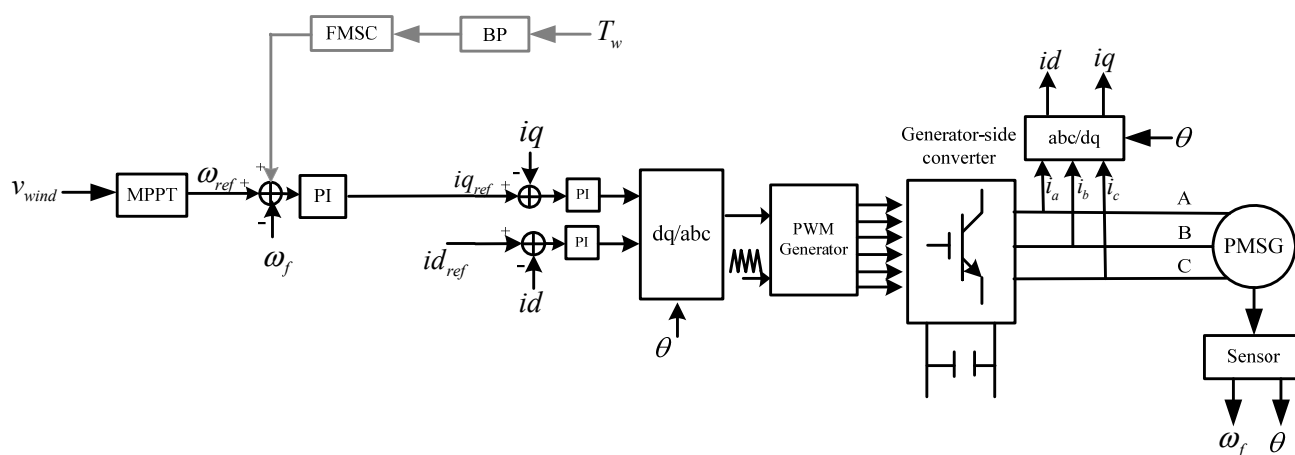 FMSC
BP
T_w
v_wind
MPPT
ω_ref
+
+
-
ω_f
PI
iq
-
iq_ref
+
PI
id_ref
+
-
id
PI
dq/abc
θ
PWM
Generator
Generator-side
converter
id
iq
abc/dq
θ
i_a
i_b
i_c
A
B
C
PMSG
Sensor
ω_f
θ